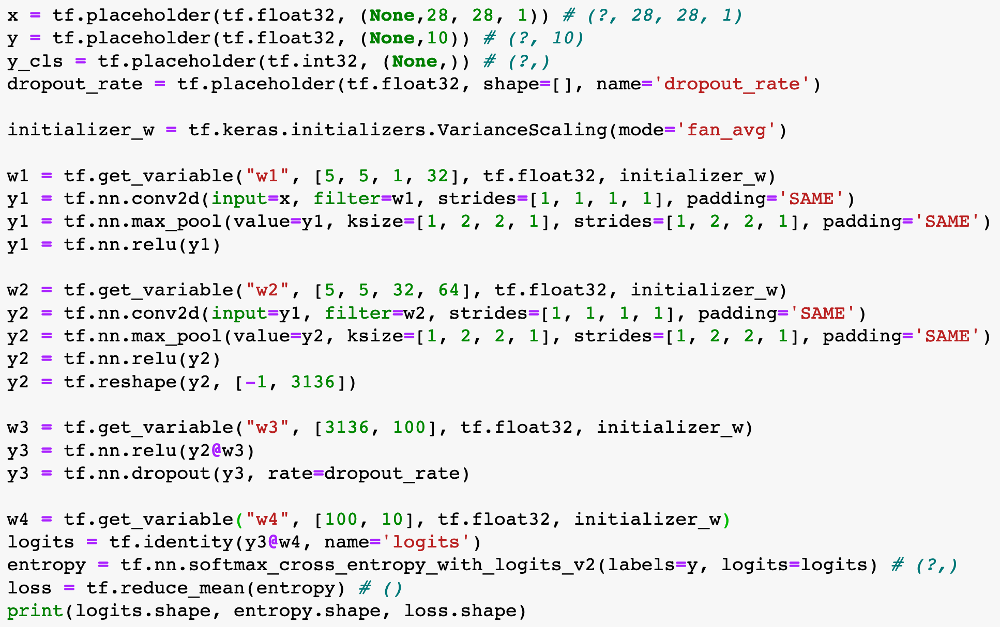 x = tf.placeholder(tf.float32, (None,28, 28, 1)) # (?, 28, 28, 1)
y = tf.placeholder(tf.float32, (None,10)) # (?, 10)
y_cls = tf.placeholder(tf.int32, (None,)) # (?,)
dropout_rate = tf.placeholder(tf.float32, shape=[], name='dropout_rate')

initializer_w = tf.keras.initializers.VarianceScaling(mode='fan_avg')

w1 = tf.get_variable("w1", [5, 5, 1, 32], tf.float32, initializer_w)
y1 = tf.nn.conv2d(input=x, filter=w1, strides=[1, 1, 1, 1], padding='SAME')
y1 = tf.nn.max_pool(value=y1, ksize=[1, 2, 2, 1], strides=[1, 2, 2, 1], padding='SAME')
y1 = tf.nn.relu(y1)

w2 = tf.get_variable("w2", [5, 5, 32, 64], tf.float32, initializer_w)
y2 = tf.nn.conv2d(input=y1, filter=w2, strides=[1, 1, 1, 1], padding='SAME')
y2 = tf.nn.max_pool(value=y2, ksize=[1, 2, 2, 1], strides=[1, 2, 2, 1], padding='SAME')
y2 = tf.nn.relu(y2)
y2 = tf.reshape(y2, [-1, 3136])

w3 = tf.get_variable("w3", [3136, 100], tf.float32, initializer_w)
y3 = tf.nn.relu(y2@w3)
y3 = tf.nn.dropout(y3, rate=dropout_rate)

w4 = tf.get_variable("w4", [100, 10], tf.float32, initializer_w)
logits = tf.identity(y3@w4, name='logits')
entropy = tf.nn.softmax_cross_entropy_with_logits_v2(labels=y, logits=logits) # (?,)
loss = tf.reduce_mean(entropy) # ()
print(logits.shape, entropy.shape, loss.shape)